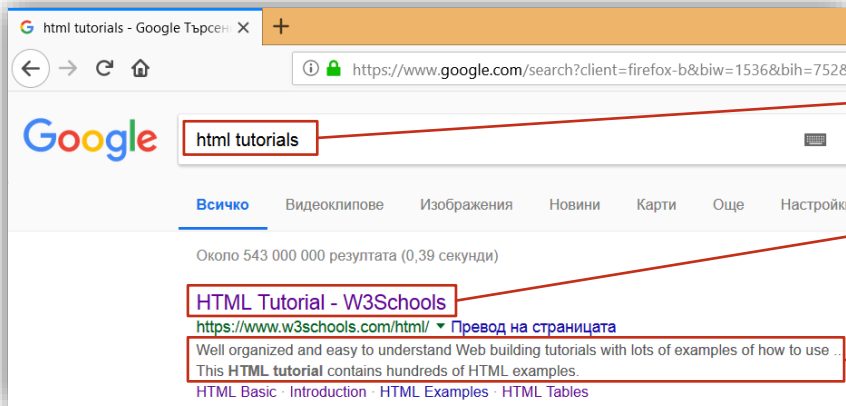 html tutorials - Google Търсен
https://www.google.com/search?client=firefox-b&biw=1536&bih=752&
Google
html tutorials
Всичко Видеоклипове Изображения Новини Карти Още Настройки
Около 543 000 000 резултата (0,39 секунди)
HTML Tutorial - W3Schools
https://www.w3schools.com/html/ ▼ Превод на страницата
Well organized and easy to understand Web building tutorials with lots of examples of how to use ...
This HTML tutorial contains hundreds of HTML examples.
HTML Basic · Introduction · HTML Examples · HTML Tables